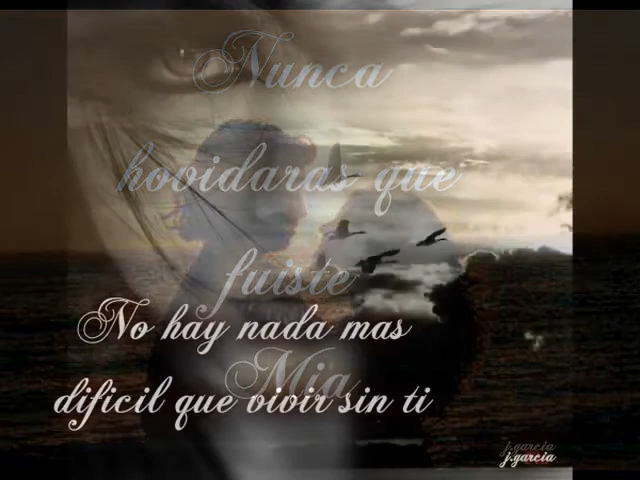 Nunca
hovidaras que
fuiste
Mia
No hay nada mas
dificil que vivir sin ti
j.garcia
j.garcia